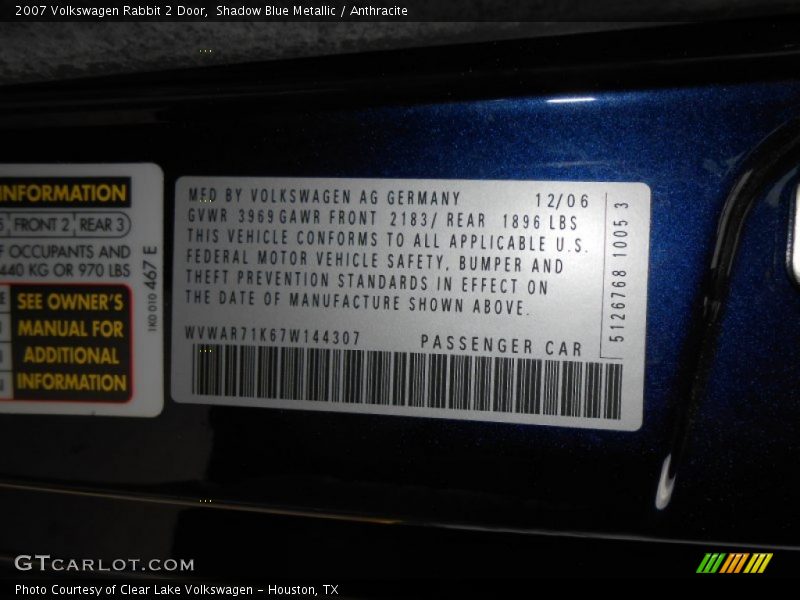 2007 Volkswagen Rabbit 2 Door,  Shadow Blue Metallic / Anthracite
INFORMATION
FRONT 2 REAR 3
OCCUPANTS AND
440 KG OR 970 LBS
SEE OWNER'S
MANUAL FOR
ADDITIONAL
INFORMATION
1K0 010 467 E
MFD BY VOLKSWAGEN AG GERMANY 12/06
GVWR 3969 GAWR FRONT 2183/ REAR 1896 LBS
THIS VEHICLE CONFORMS TO ALL APPLICABLE U.S.
FEDERAL MOTOR VEHICLE SAFETY, BUMPER AND
THEFT PREVENTION STANDARDS IN EFFECT ON
THE DATE OF MANUFACTURE SHOWN ABOVE.
WVWAR71K67W144307 PASSENGER CAR
5126768 1005 3
GTCARLOT.COM
Photo Courtesy of Clear Lake Volkswagen - Houston, TX